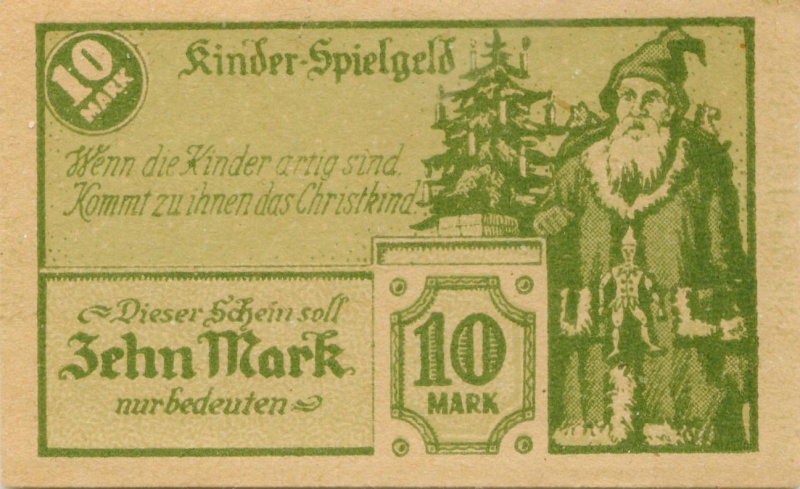 10
MARK
Kinder-Spielgeld
Wenn die Kinder artig sind,
Kommt zu ihnen das Christkind.
Dieser Schein soll
Zehn Mark
nur bedeuten
10
MARK